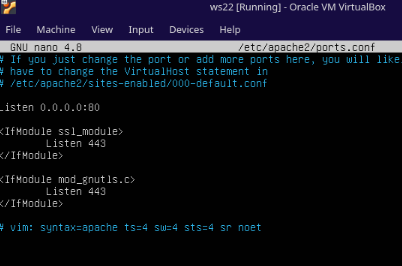 ws22 [Running] - Oracle VM VirtualBox
File Machine View Input Devices Help
GNU nano 4.8 /etc/apache2/ports.conf
# If you just change the port or add more ports here, you will like
# have to change the VirtualHost statement in
# /etc/apache2/sites-enabled/000-default.conf
Listen 0.0.0.0:80
<IfModule ssl_module>
Listen 443
</IfModule>
<IfModule mod_gnutls.c>
Listen 443
</IfModule>
# vim: syntax=apache ts=4 sw=4 sts=4 sr noet